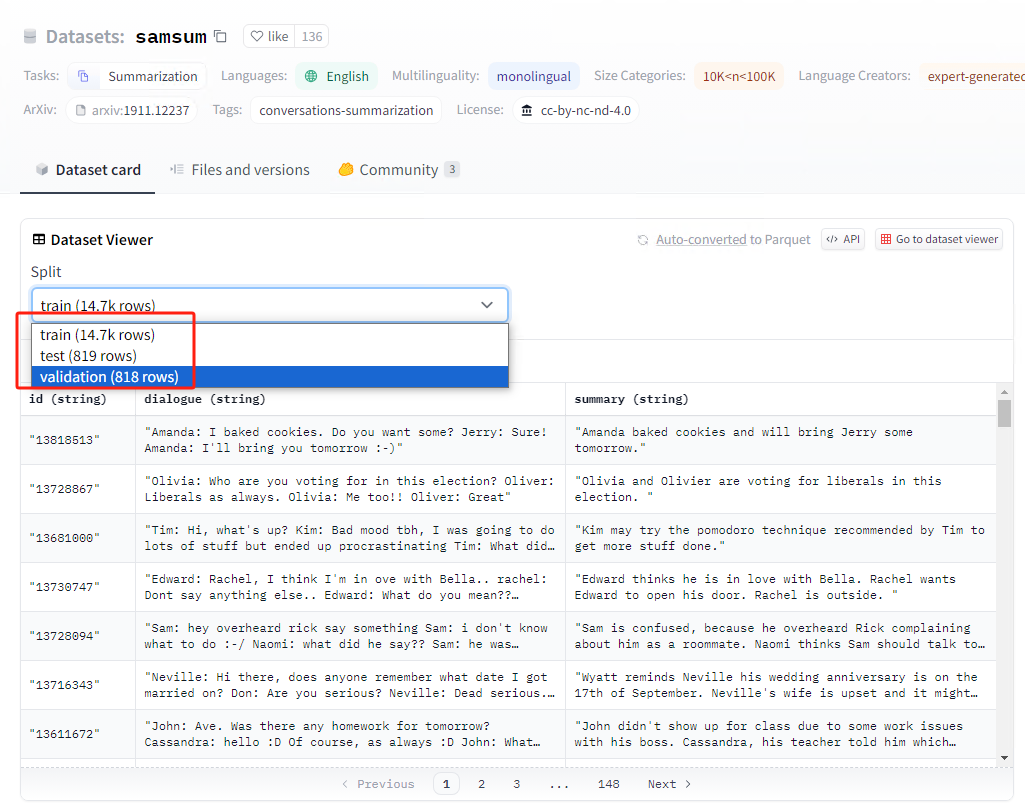 Datasets: samsum like 136
Tasks: Summarization Languages: English Multilinguality: monolingual Size Categories: 10K<n<100K Language Creators: expert-generated
ArXiv: arxiv:1911.12237 Tags: conversations-summarization License: cc-by-nc-nd-4.0
Dataset card Files and versions Community 3
Dataset Viewer Auto-converted to Parquet </> API Go to dataset viewer
Split
train (14.7k rows)
train (14.7k rows)
test (819 rows)
validation (818 rows)
id (string) dialogue (string) summary (string)
"13818513" "Amanda: I baked cookies. Do you want some? Jerry: Sure! "Amanda baked cookies and will bring Jerry some
Amanda: I'll bring you tomorrow :-)" tomorrow."
"13728867" "Olivia: Who are you voting for in this election? Oliver: "Olivia and Olivier are voting for liberals in this
Liberals as always. Olivia: Me too!! Oliver: Great" election. "
"13681000" "Tim: Hi, what's up? Kim: Bad mood tbh, I was going to do "Kim may try the pomodoro technique recommended by Tim to
lots of stuff but ended up procrastinating Tim: What did… get more stuff done."
"13730747" "Edward: Rachel, I think I'm in ove with Bella.. rachel: "Edward thinks he is in love with Bella. Rachel wants
Dont say anything else.. Edward: What do you mean??… Edward to open his door. Rachel is outside. "
"13728094" "Sam: hey overheard rick say something Sam: i don't know "Sam is confused, because he overheard Rick complaining
what to do :-/ Naomi: what did he say?? Sam: he was… about him as a roommate. Naomi thinks Sam should talk to…
"13716343" "Neville: Hi there, does anyone remember what date I got "Wyatt reminds Neville his wedding anniversary is on the
married on? Don: Are you serious? Neville: Dead serious.… 17th of September. Neville's wife is upset and it might…
"13611672" "John: Ave. Was there any homework for tomorrow? "John didn't show up for class due to some work issues
Cassandra: hello :D Of course, as always :D John: What… with his boss. Cassandra, his teacher told him which…
< Previous 1 2 3 ... 148 Next >